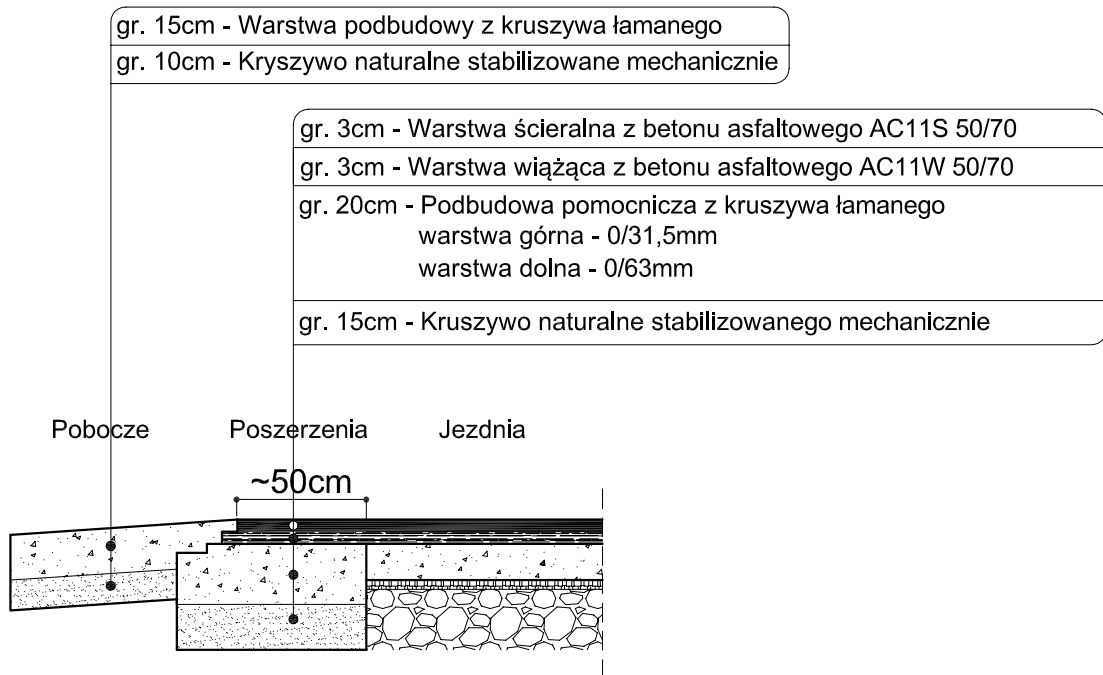 gr. 15cm - Warstwa podbudowy z kruszywa łamanego
gr. 10cm - Kryszywo naturalne stabilizowane mechanicznie
gr. 3cm - Warstwa ścieralna z betonu asfaltowego AC11S 50/70
gr. 3cm - Warstwa wiążąca z betonu asfaltowego AC11W 50/70
gr. 20cm - Podbudowa pomocnicza z kruszywa łamanego
warstwa górna - 0/31,5mm
warstwa dolna - 0/63mm
gr. 15cm - Kruszywo naturalne stabilizowanego mechanicznie
Pobocze Poszerzenia Jezdnia
~50cm